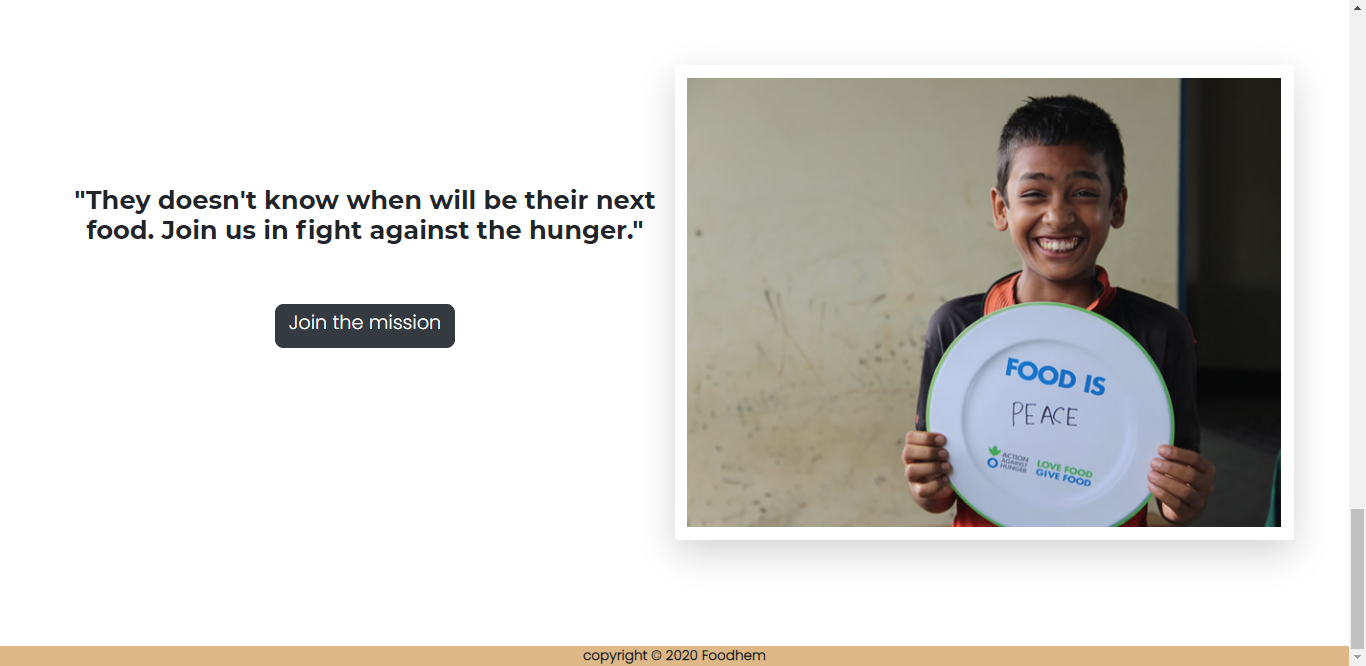 "They doesn't know when will be their next
food. Join us in fight against the hunger."
Join the mission
FOOD IS
PEACE
ACTION
AGAINST
HUNGER
LOVE FOOD
GIVE FOOD
copyright © 2020 Foodhem